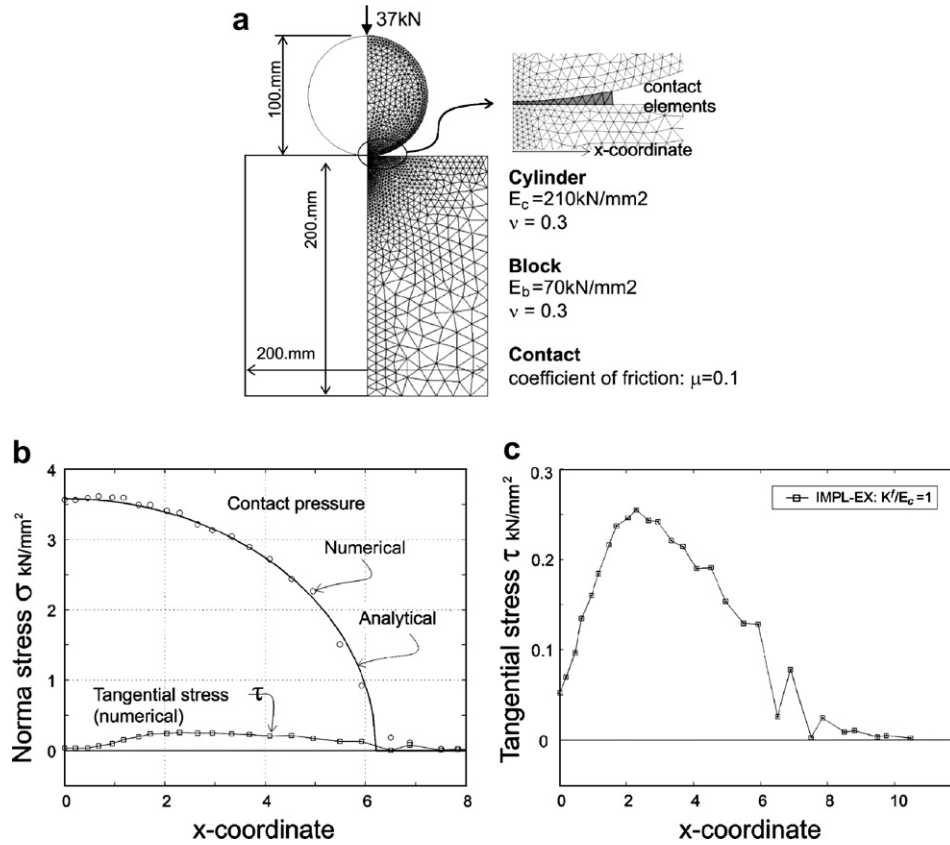 a
37kN
100.mm
contact
elements
x-coordinate
200.mm
200.mm
Cylinder
E_c=210kN/mm2
ν = 0.3
Block
E_b=70kN/mm2
ν = 0.3
Contact
coefficient of friction: μ=0.1
b
Norma stress σ kN/mm²
4
3
2
1
0
Contact pressure
Numerical
Analytical
Tangential stress τ
(numerical)
0 2 4 6 8
x-coordinate
c
Tangential stress τ kN/mm²
0.3
0.2
0.1
0
IMPL-EX: K^f/E_c=1
0 2 4 6 8 10
x-coordinate